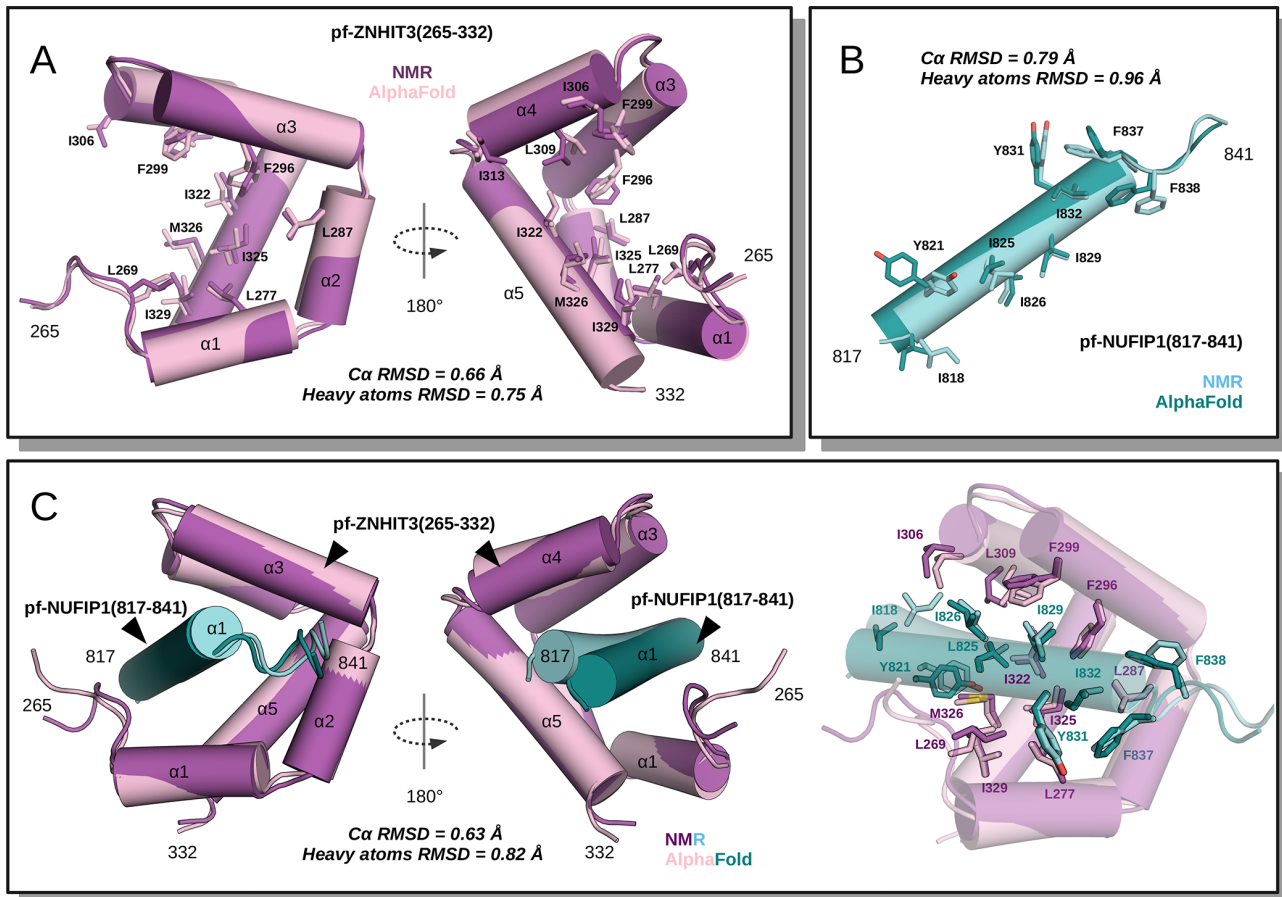 A
pf-ZNHIT3(265-332)
NMR
AlphaFold
I306
F299
α3
F296
I322
M326
L287
I325
L269
α2
L277
I329
265
α1
180°
I306
α3
α4
F299
L309
I313
F296
I322
L287
I325
L269
L277
265
α5
M326
I329
α1
332
Cα RMSD = 0.66 Å
Heavy atoms RMSD = 0.75 Å
B
Cα RMSD = 0.79 Å
Heavy atoms RMSD = 0.96 Å
F837
Y831
841
F838
I832
Y821
I825
I829
I826
817
pf-NUFIP1(817-841)
I818
NMR
AlphaFold
C
pf-ZNHIT3(265-332)
α3
pf-NUFIP1(817-841)
α1
817
841
265
α5
α2
α1
332
180°
α3
α4
pf-NUFIP1(817-841)
817
α1
841
265
α5
α1
332
Cα RMSD = 0.63 Å
Heavy atoms RMSD = 0.82 Å
NMR
AlphaFold
I306
L309
F299
F296
I818
I826
I829
L825
Y821
I322
I832
L287
F838
M326
I325
Y831
L269
F837
I329
L277